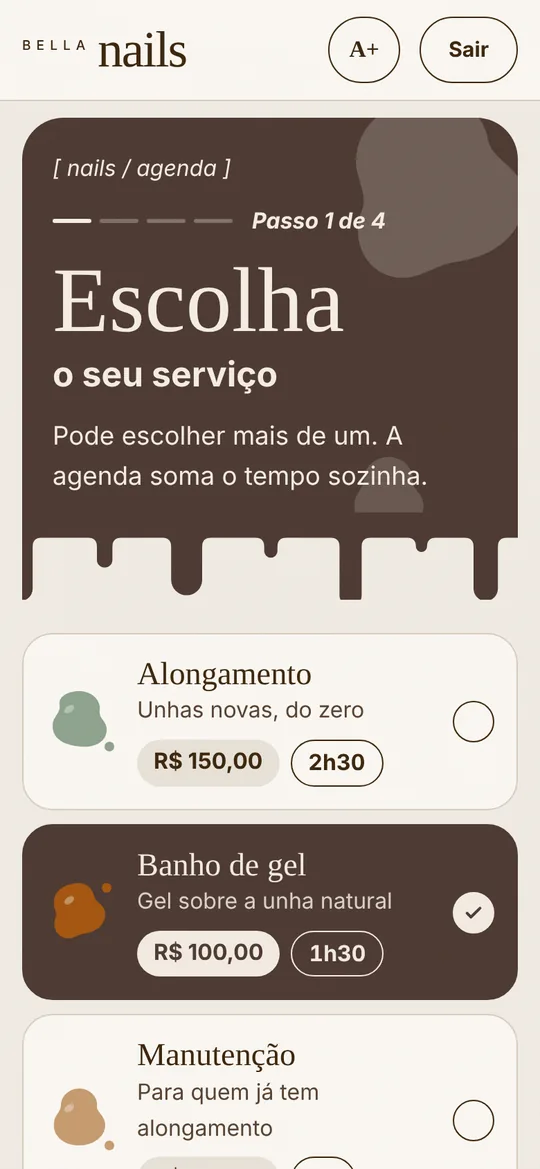 BELLA nails
A+
Sair
[ nails / agenda ]
Passo 1 de 4
Escolha
o seu serviço
Pode escolher mais de um. A
agenda soma o tempo sozinha.
Alongamento
Unhas novas, do zero
R$ 150,00
2h30
Banho de gel
Gel sobre a unha natural
R$ 100,00
1h30
Manutenção
Para quem já tem
alongamento